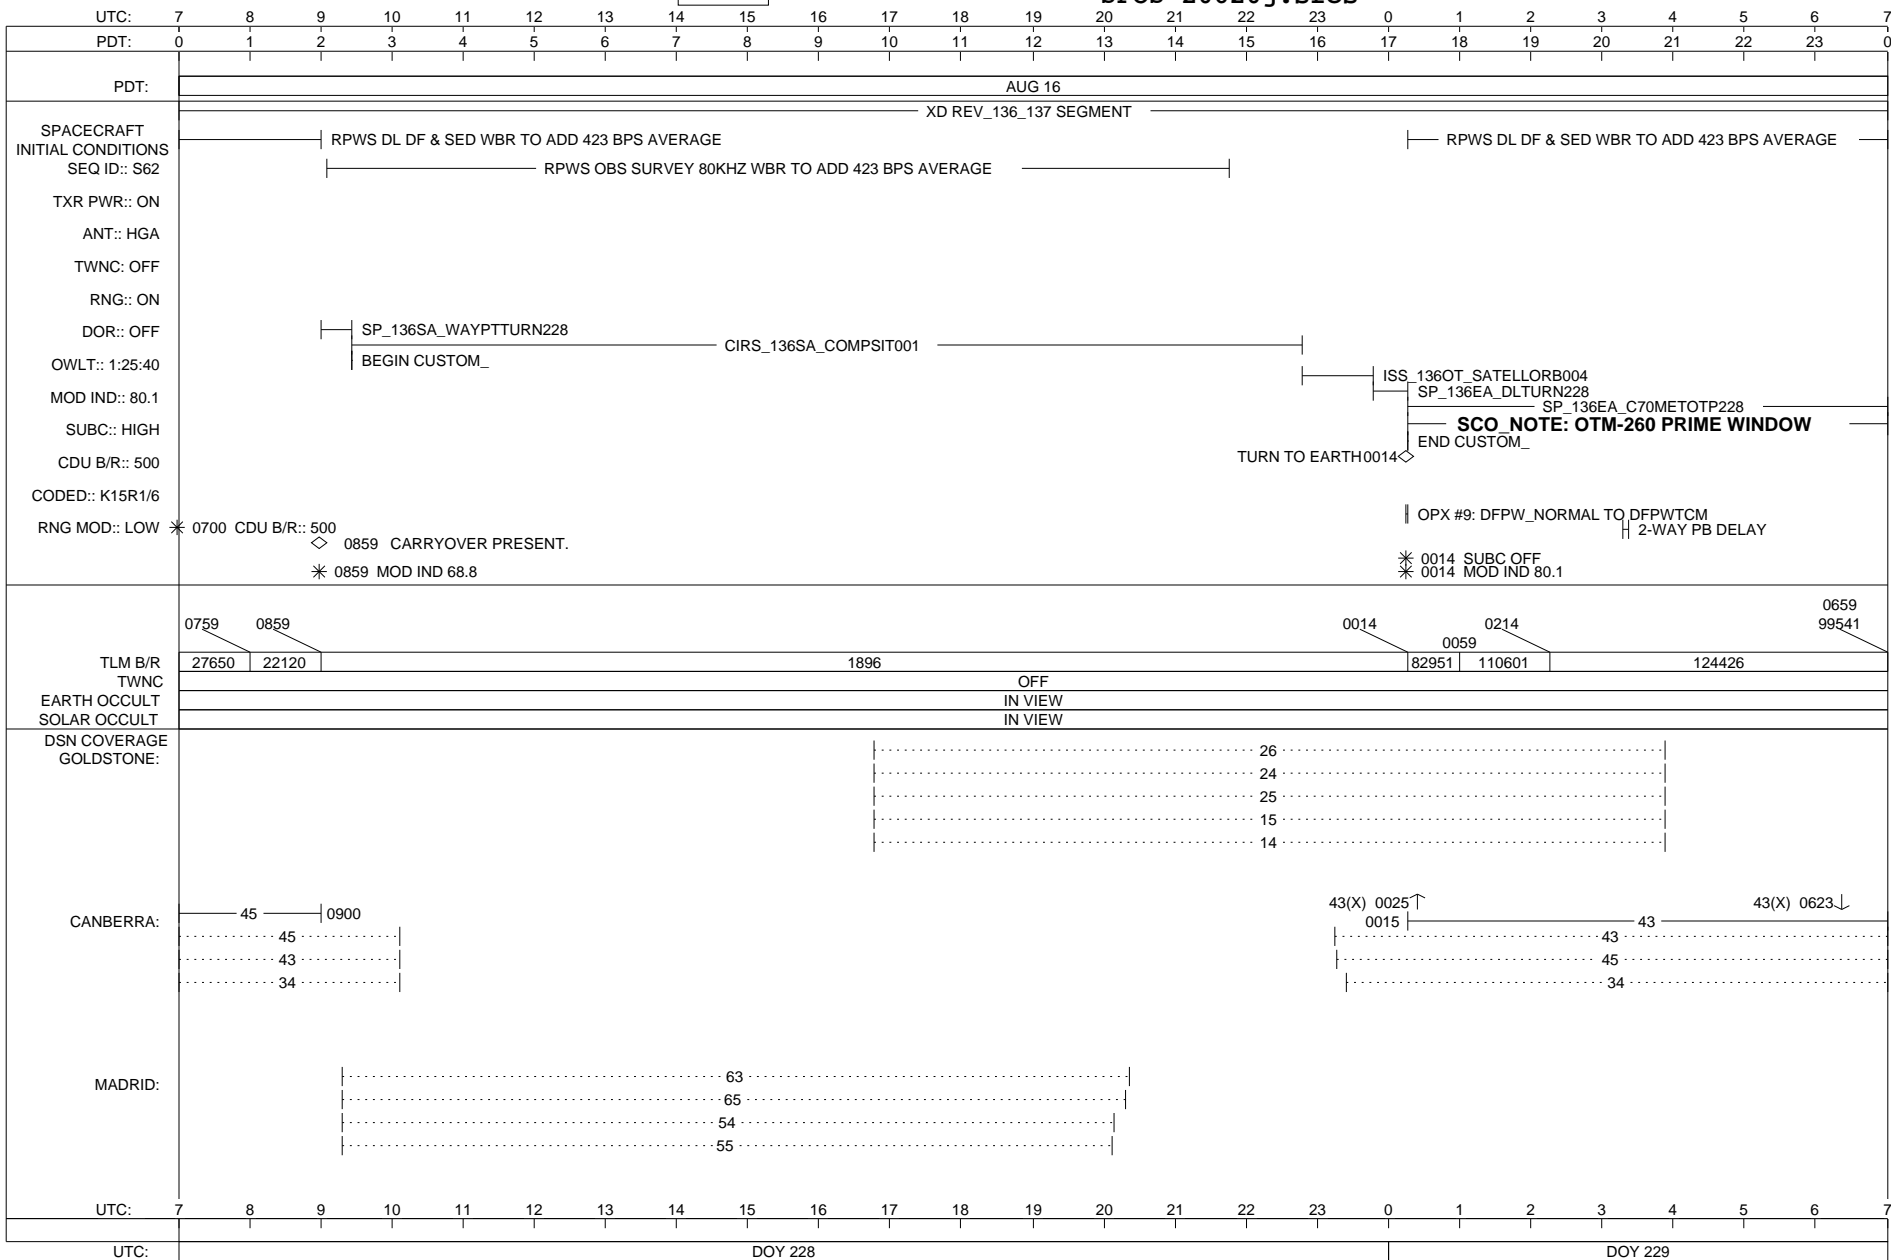 UTC: 7 8 9 10 11 12 13 14 15 16 17 18 19 20 21 22 23 0 1 2 3 4 5 6 7
PDT: 0 1 2 3 4 5 6 7 8 9 10 11 12 13 14 15 16 17 18 19 20 21 22 23 0
PDT: AUG 16
XD REV_136_137 SEGMENT
SPACECRAFT
INITIAL CONDITIONS
RPWS DL DF & SED WBR TO ADD 423 BPS AVERAGE
RPWS DL DF & SED WBR TO ADD 423 BPS AVERAGE
SEQ ID:: S62
RPWS OBS SURVEY 80KHZ WBR TO ADD 423 BPS AVERAGE
TXR PWR:: ON
ANT:: HGA
TWNC: OFF
RNG:: ON
DOR:: OFF
SP_136SA_WAYPTTURN228
CIRS_136SA_COMPSIT001
BEGIN CUSTOM_
OWLT:: 1:25:40
ISS_136OT_SATELLORB004
SP_136EA_DLTURN228
MOD IND:: 80.1
SP_136EA_C70METOTP228
SUBC:: HIGH
SCO_NOTE: OTM-260 PRIME WINDOW
END CUSTOM_
CDU B/R:: 500
TURN TO EARTH 0014
CODED:: K15R1/6
OPX #9: DFPW_NORMAL TO DFPWTCM
RNG MOD:: LOW
0700 CDU B/R:: 500
2-WAY PB DELAY
0859 CARRYOVER PRESENT.
0014 SUBC OFF
0859 MOD IND 68.8
0014 MOD IND 80.1
0659
0759 0859 0014 0214 99541
0059
TLM B/R 27650 22120 1896 82951 110601 124426
TWNC OFF
EARTH OCCULT IN VIEW
SOLAR OCCULT IN VIEW
DSN COVERAGE
GOLDSTONE:
26
24
25
15
14
43(X) 0025 43(X) 0623
CANBERRA: 45 0900 0015 43
45 43
43 45
34 34
MADRID:
63
65
54
55
UTC: 7 8 9 10 11 12 13 14 15 16 17 18 19 20 21 22 23 0 1 2 3 4 5 6 7
UTC: DOY 228 DOY 229